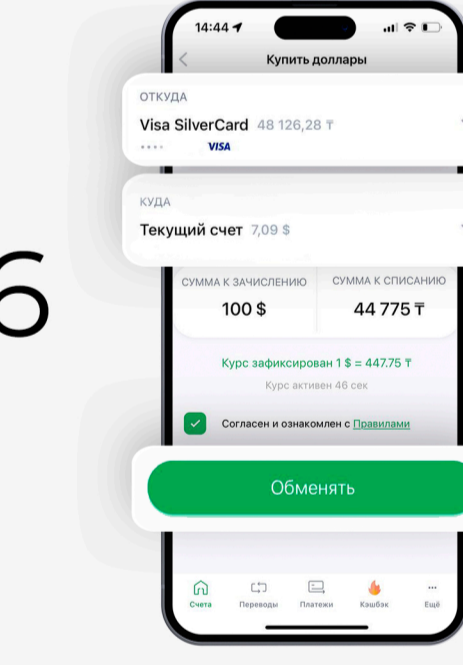 14:44
Купить доллары
ОТКУДА
Visa SilverCard 48 126,28 ₸
•••• VISA
КУДА
Текущий счет 7,09 $
6
СУММА К ЗАЧИСЛЕНИЮ СУММА К СПИСАНИЮ
100 $ 44 775 ₸
Курс зафиксирован 1 $ = 447.75 ₸
Курс активен 46 сек
Согласен и ознакомлен с Правилами
Обменять
Счета Переводы Платежи Кашбэк Ещё